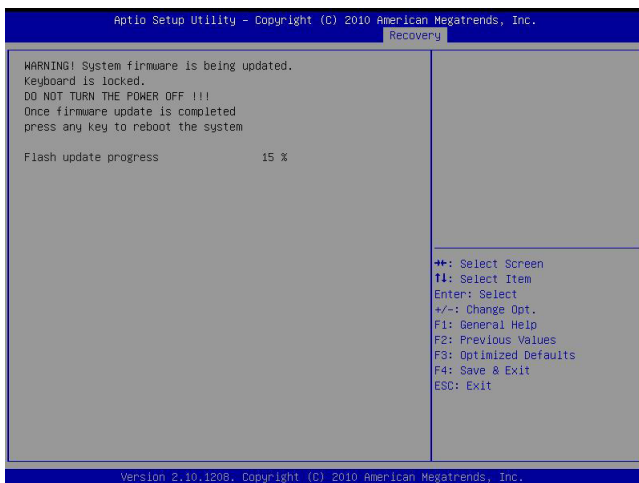 Aptio Setup Utility – Copyright (C) 2010 American Megatrends, Inc.
Recovery
WARNING! System firmware is being updated.
Keyboard is locked.
DO NOT TURN THE POWER OFF !!!
Once firmware update is completed
press any key to reboot the system
Flash update progress 15 %
→←: Select Screen
↑↓: Select Item
Enter: Select
+/-: Change Opt.
F1: General Help
F2: Previous Values
F3: Optimized Defaults
F4: Save & Exit
ESC: Exit
Version 2.10.1208. Copyright (C) 2010 American Megatrends, Inc.